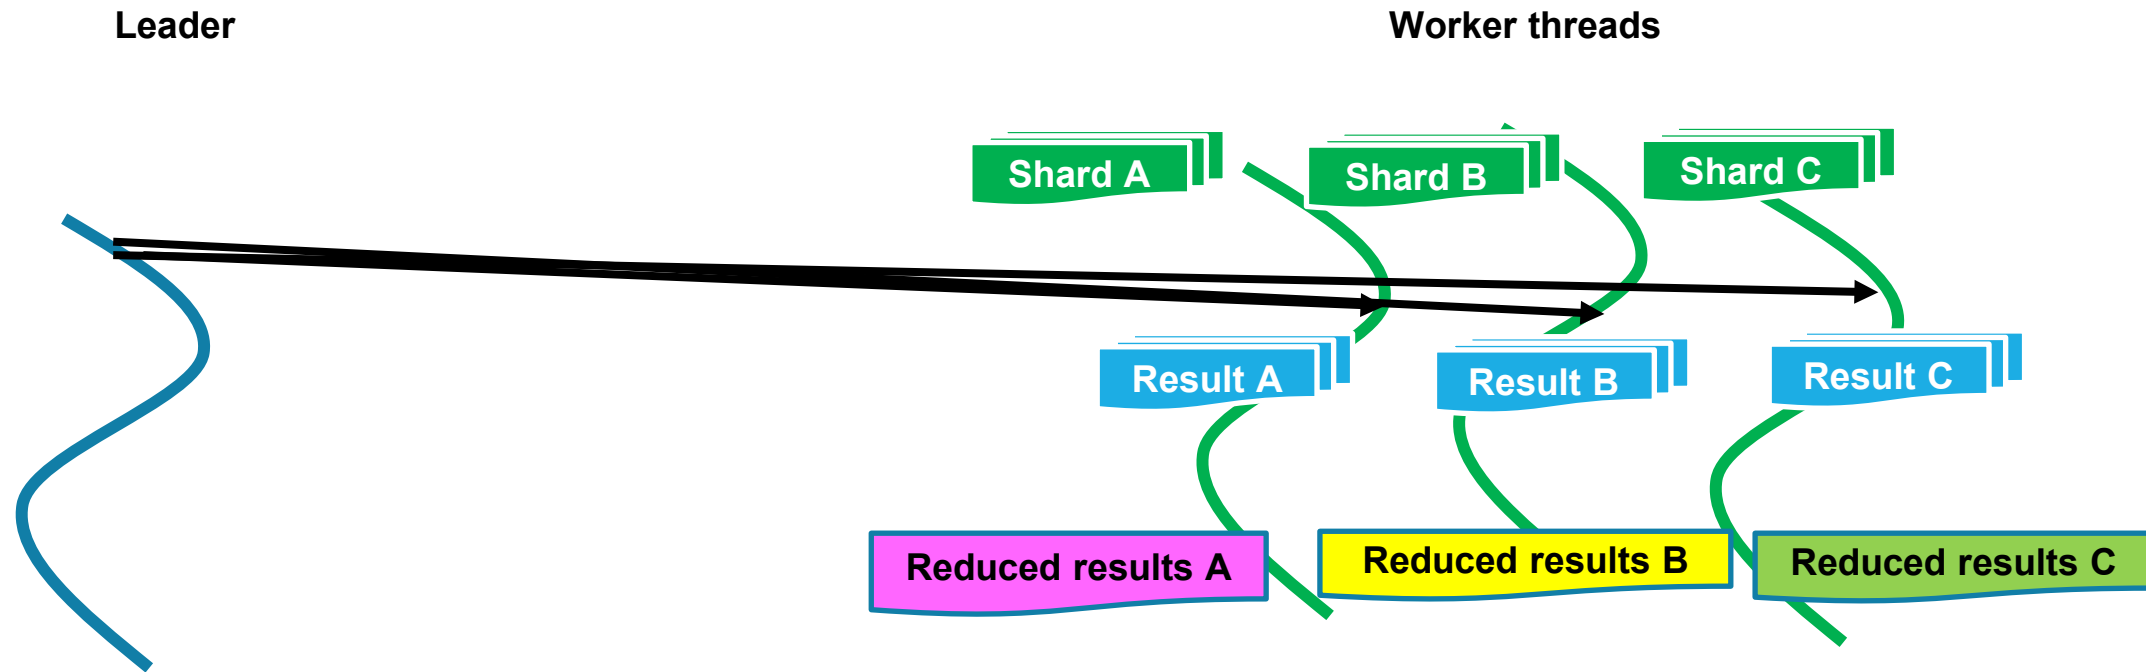 Leader
Worker threads
Shard A
Shard B
Shard C
Result A
Result B
Result C
Reduced results A
Reduced results B
Reduced results C